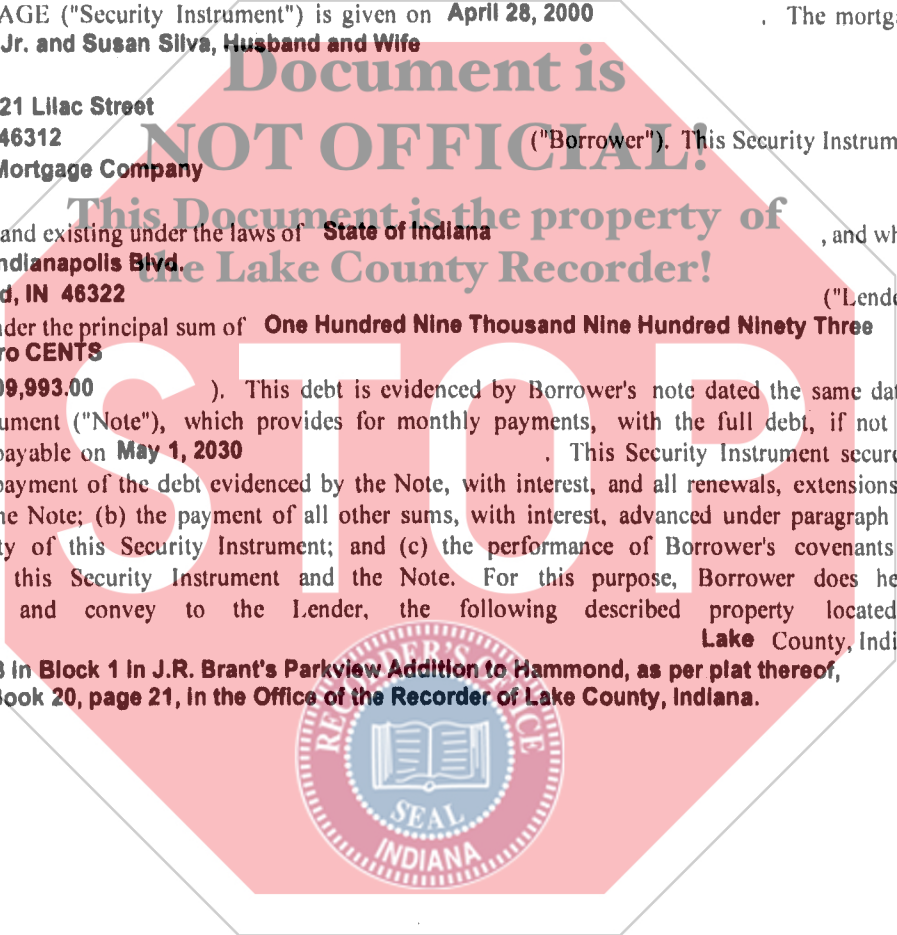 AGE ("Security Instrument") is given on April 28, 2000 . The mortga
Jr. and Susan Silva, Husband and Wife
Document is
21 Lilac Street
46312 ("Borrower"). This Security Instrum
NOT OFFICIAL!
Mortgage Company
This Document is the property of
and existing under the laws of State of Indiana , and wh
ndianapolis Blvd.
the Lake County Recorder!
d, IN 46322 ("Lende
nder the principal sum of One Hundred Nine Thousand Nine Hundred Ninety Three
ro CENTS
09,993.00 ). This debt is evidenced by Borrower's note dated the same dat
ument ("Note"), which provides for monthly payments, with the full debt, if not
payable on May 1, 2030 . This Security Instrument secure
payment of the debt evidenced by the Note, with interest, and all renewals, extensions
he Note; (b) the payment of all other sums, with interest, advanced under paragraph
ty of this Security Instrument; and (c) the performance of Borrower's covenants
STOP
this Security Instrument and the Note. For this purpose, Borrower does he
and convey to the Lender, the following described property located
Lake County, Indi
3 in Block 1 in J.R. Brant's Parkview Addition to Hammond, as per plat thereof,
Book 20, page 21, in the Office of the Recorder of Lake County, Indiana.
RECORDER'S OFFICE
SEAL
INDIANA